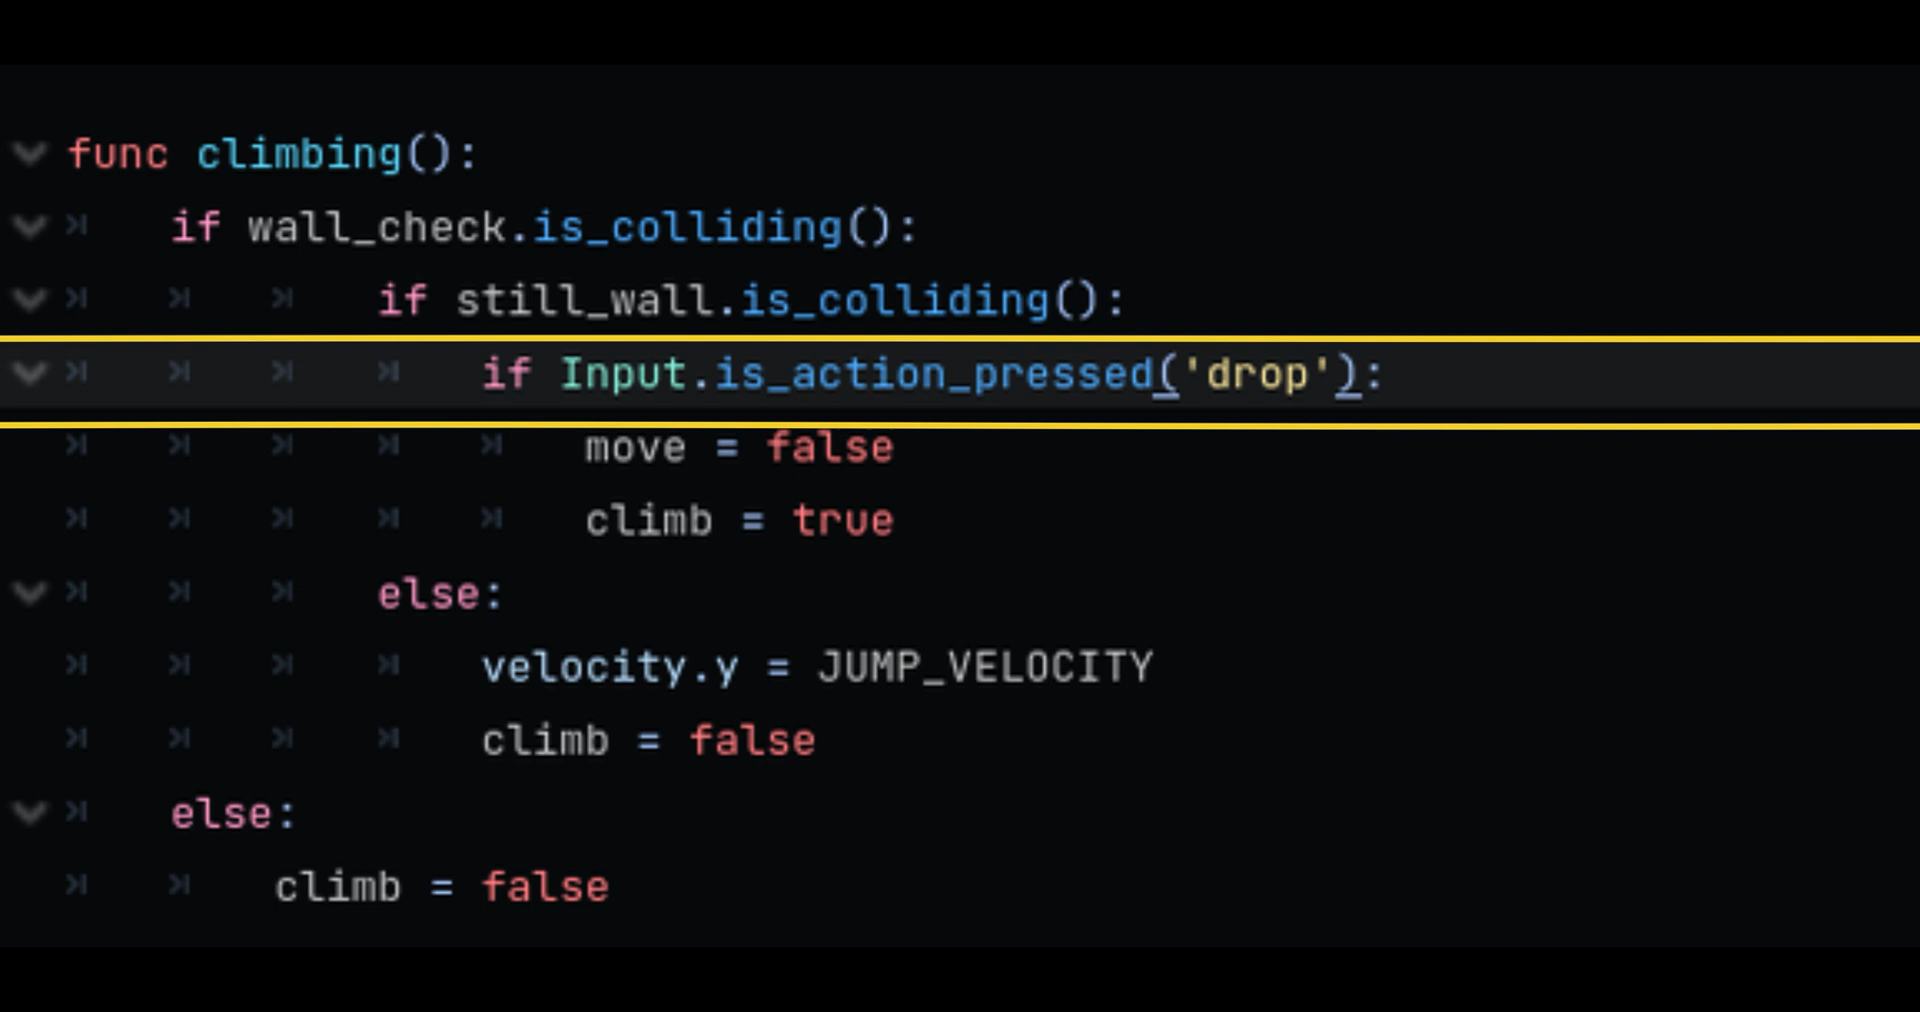 func climbing():
	if wall_check.is_colliding():
			if still_wall.is_colliding():
				if Input.is_action_pressed('drop'):
					move = false
					climb = true
			else:
				velocity.y = JUMP_VELOCITY
				climb = false
	else:
		climb = false